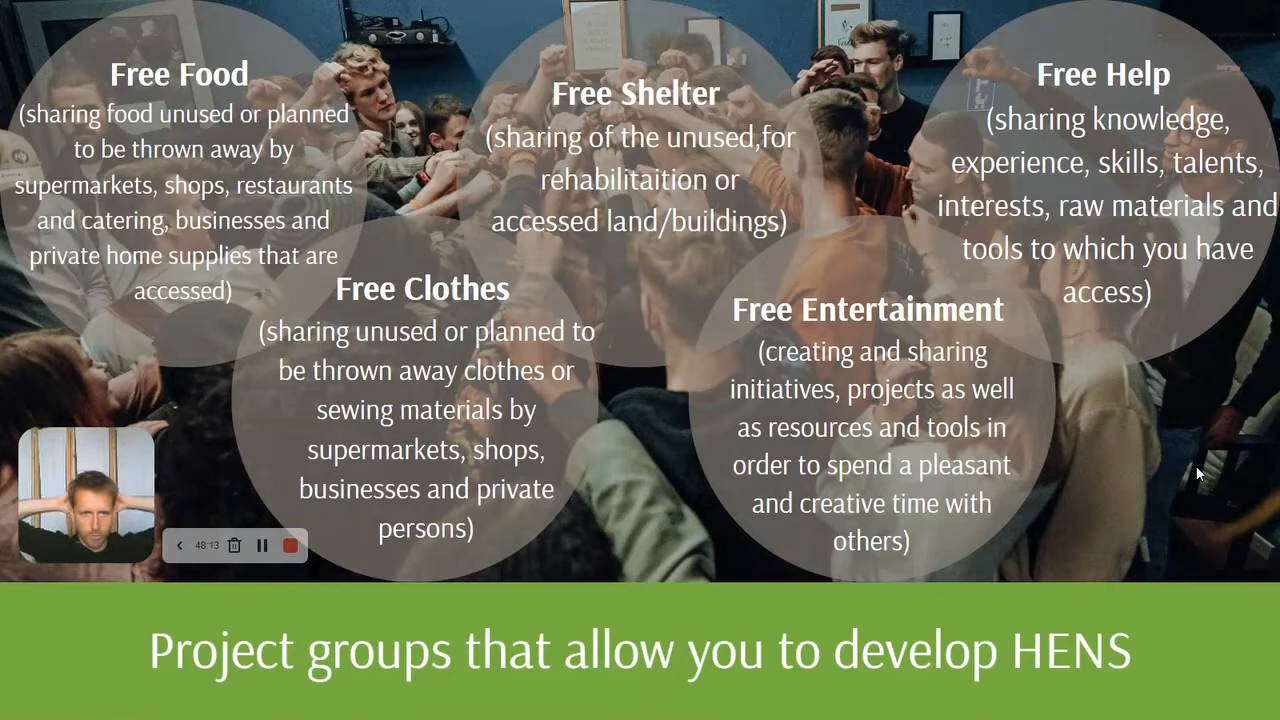 Free Food
(sharing food unused or planned
to be thrown away by
supermarkets, shops, restaurants
and catering, businesses and
private home supplies that are
accessed)
Free Shelter
(sharing of the unused,for
rehabilitaition or
accessed land/buildings)
Free Help
(sharing knowledge,
experience, skills, talents,
interests, raw materials and
tools to which you have
access)
Free Clothes
(sharing unused or planned to
be thrown away clothes or
sewing materials by
supermarkets, shops,
businesses and private
persons)
Free Entertainment
(creating and sharing
initiatives, projects as well
as resources and tools in
order to spend a pleasant
and creative time with
others)
48:13
Project groups that allow you to develop HENS